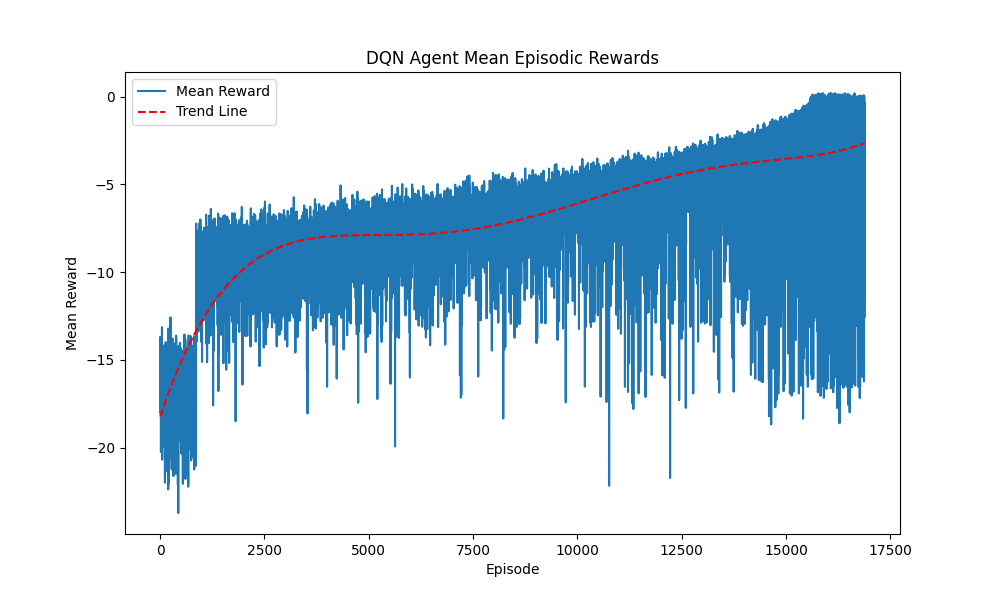 DQN Agent Mean Episodic Rewards
Mean Reward
Trend Line
0
−5
−10
−15
−20
Mean Reward
0
2500
5000
7500
10000
12500
15000
17500
Episode